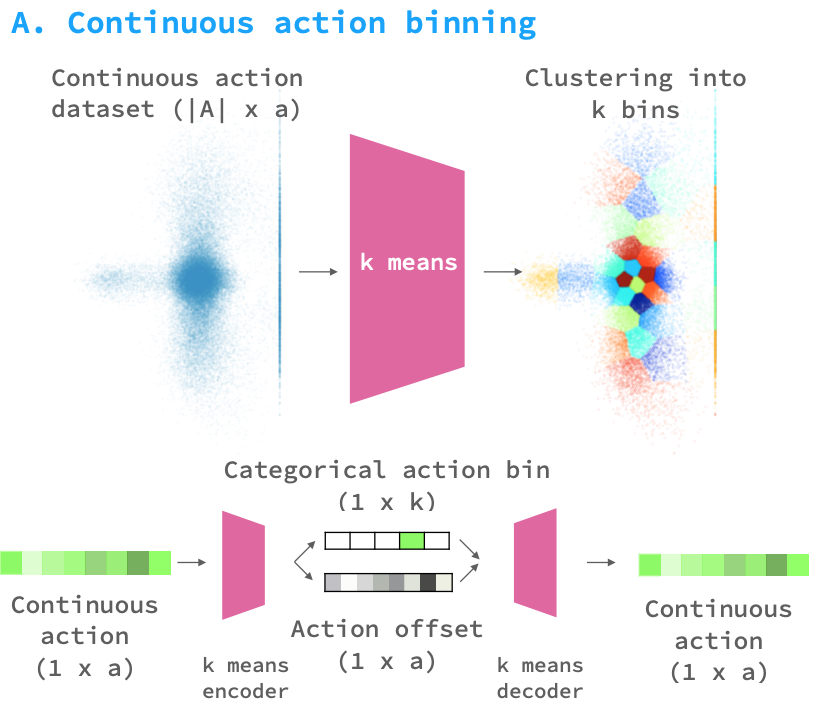 A. Continuous action binning
Continuous action
dataset (|A| x a)
Clustering into
k bins
k means
Categorical action bin
(1 x k)
Continuous
action
(1 x a)
k means
encoder
Action offset
(1 x a)
k means
decoder
Continuous
action
(1 x a)